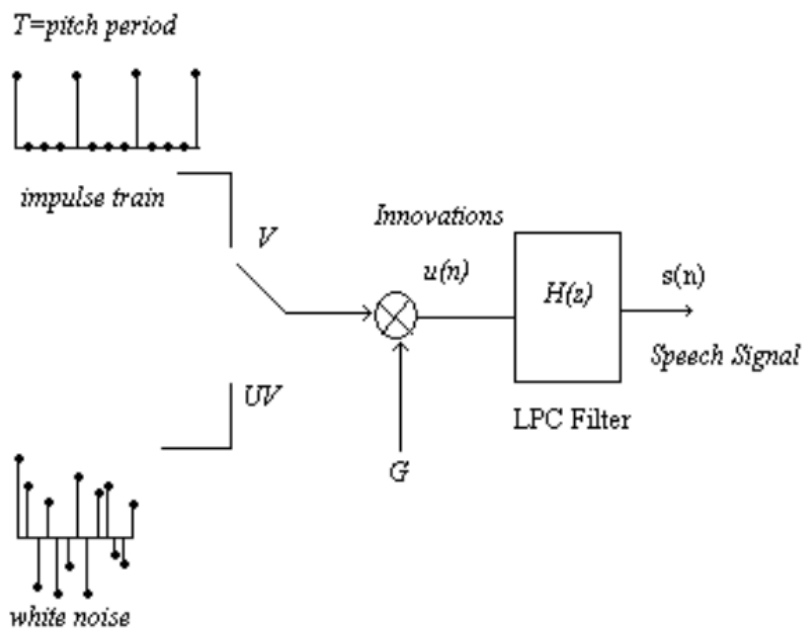 T=pitch period
impulse train
V
Innovations
u(n)
H(z)
s(n)
Speech Signal
LPC Filter
UV
G
white noise